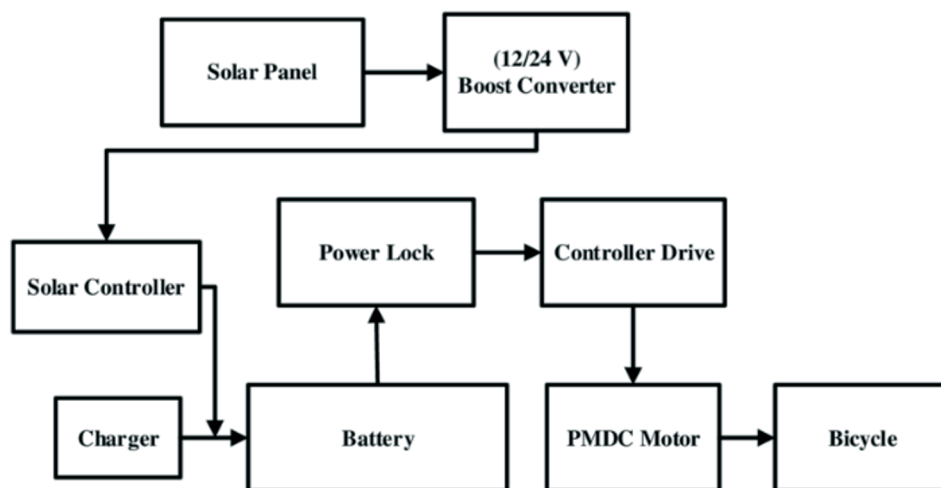 Solar Panel
(12/24 V)
Boost Converter
Power Lock
Controller Drive
Solar Controller
Charger
Battery
PMDC Motor
Bicycle